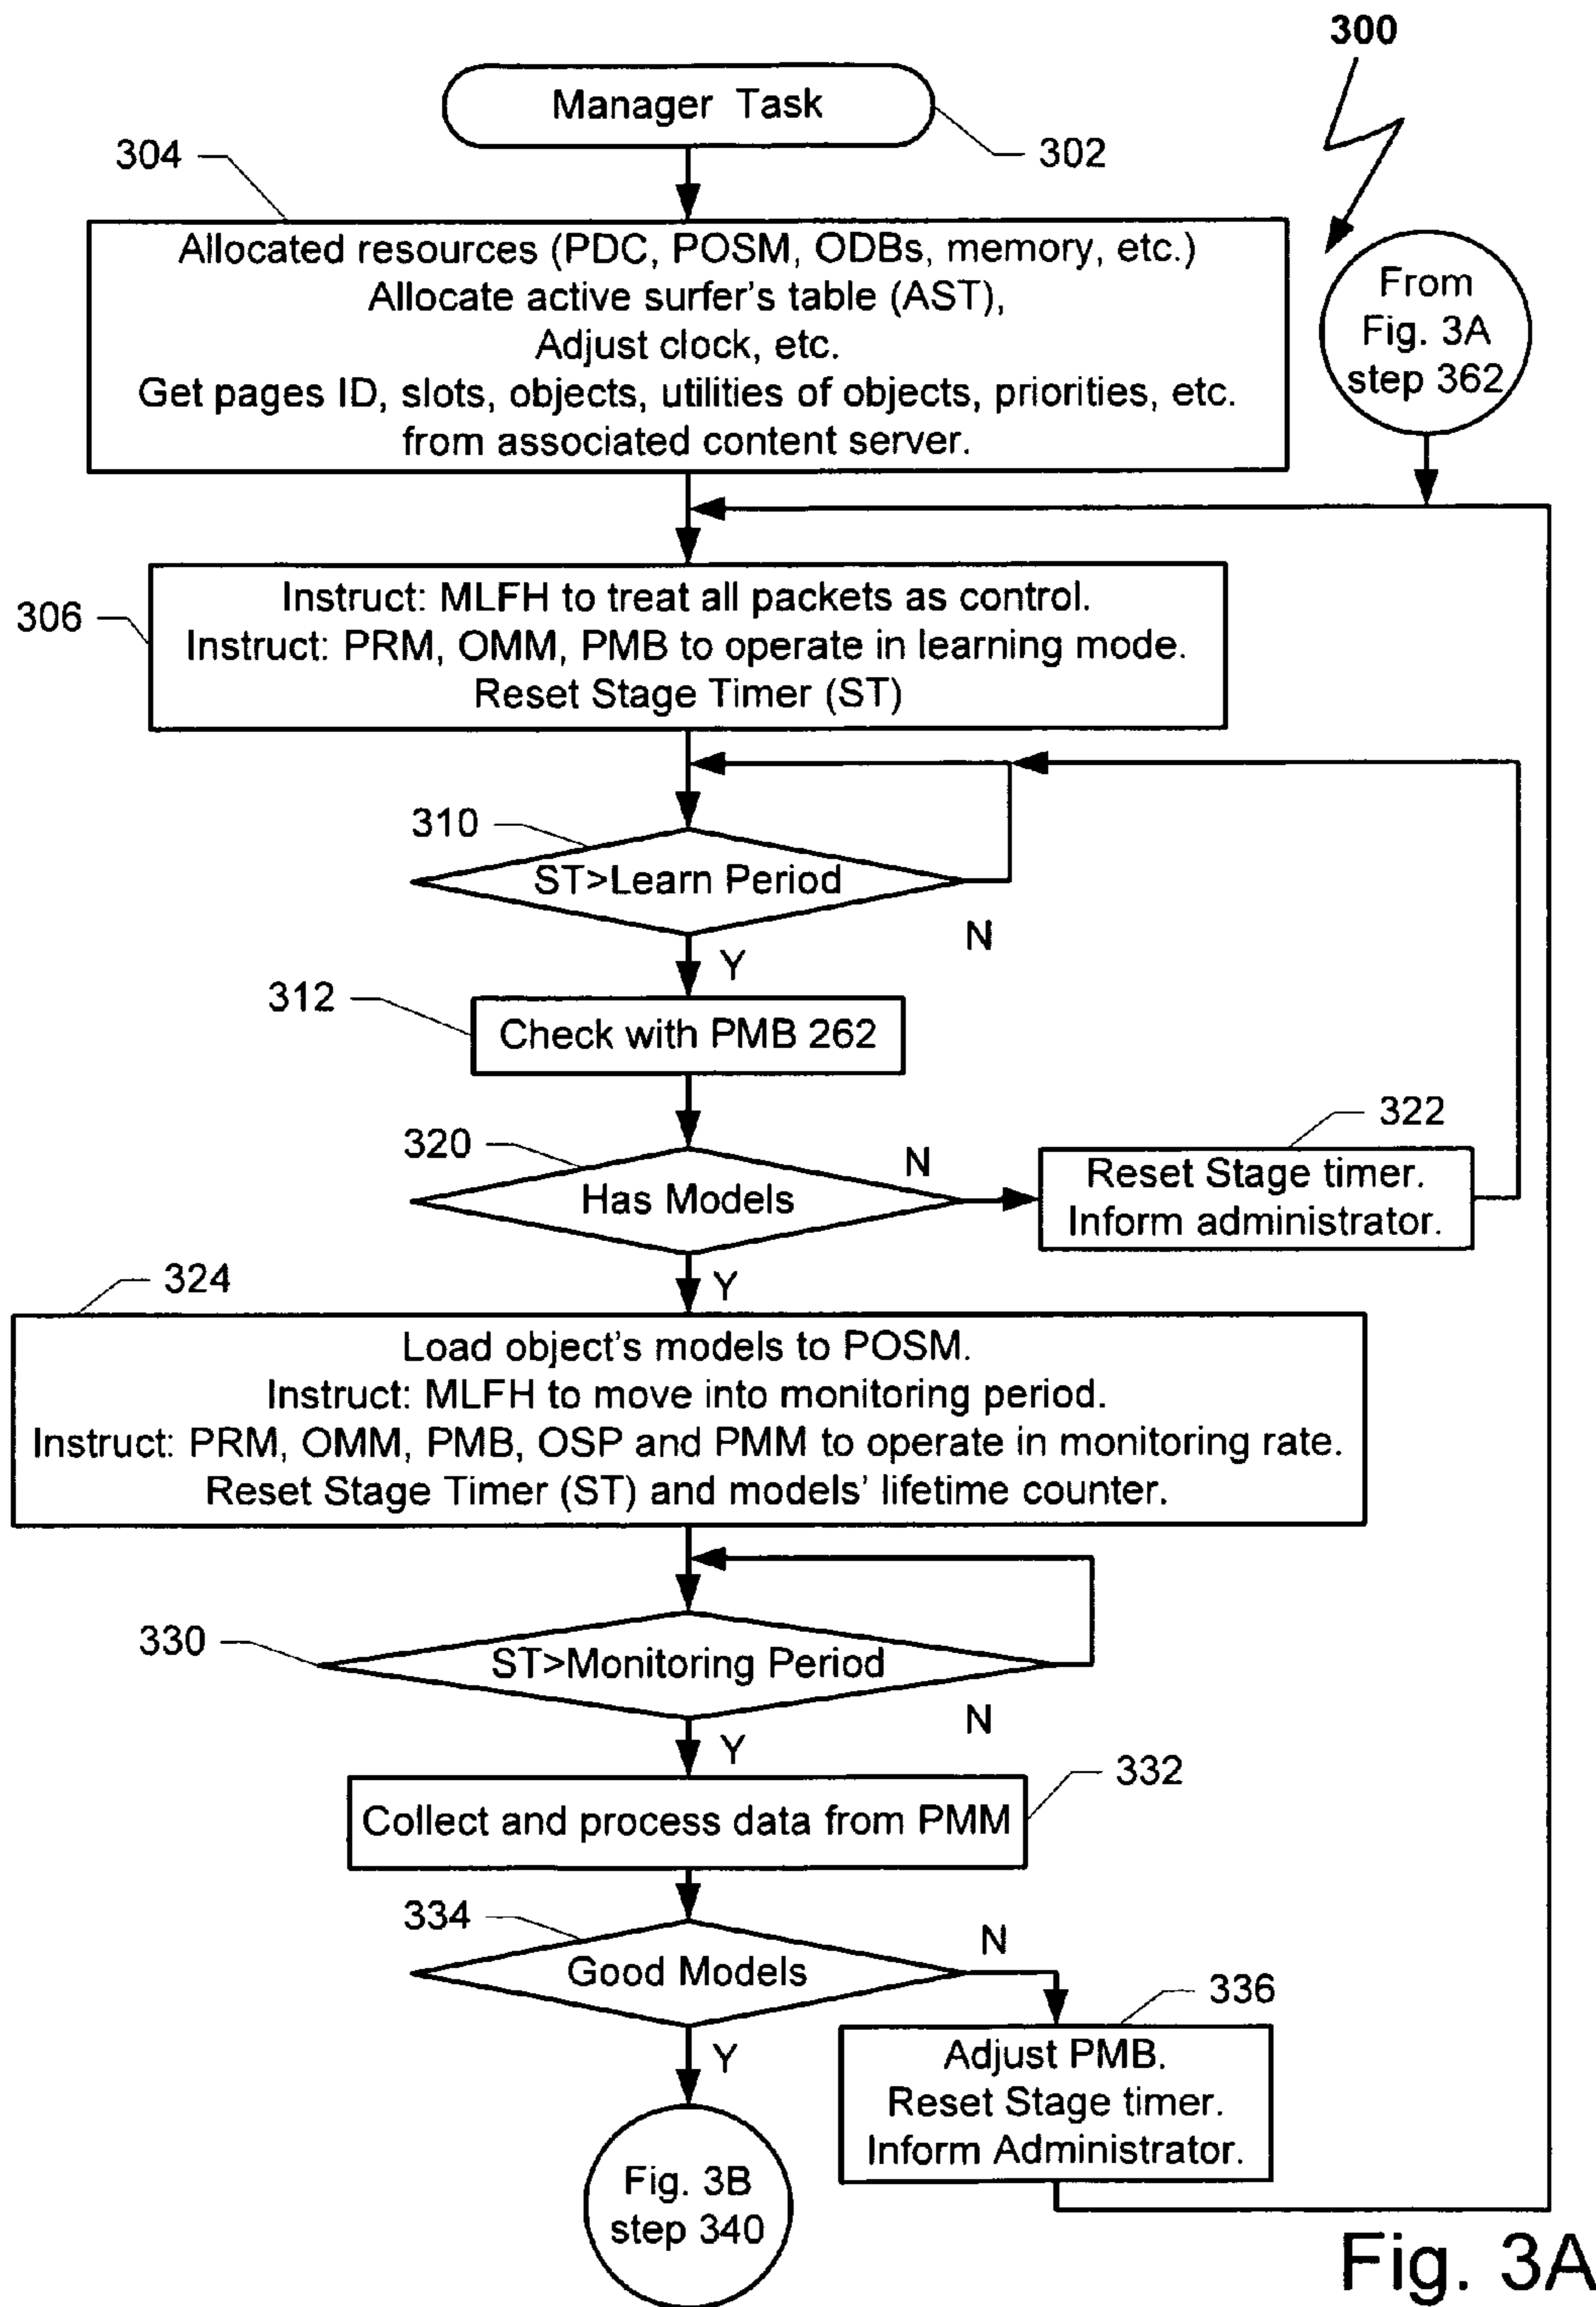 300
Manager Task
302
304
Allocated resources (PDC, POSM, ODBs, memory, etc.)
Allocate active surfer's table (AST),
Adjust clock, etc.
Get pages ID, slots, objects, utilities of objects, priorities, etc.
from associated content server.
From
Fig. 3A
step 362
306
Instruct: MLFH to treat all packets as control.
Instruct: PRM, OMM, PMB to operate in learning mode.
Reset Stage Timer (ST)
310
ST>Learn Period
N
Y
312
Check with PMB 262
320
Has Models
N
322
Reset Stage timer.
Inform administrator.
Y
324
Load object's models to POSM.
Instruct: MLFH to move into monitoring period.
Instruct: PRM, OMM, PMB, OSP and PMM to operate in monitoring rate.
Reset Stage Timer (ST) and models' lifetime counter.
330
ST>Monitoring Period
N
Y
332
Collect and process data from PMM
334
Good Models
N
336
Adjust PMB.
Reset Stage timer.
Inform Administrator.
Y
Fig. 3B
step 340
Fig. 3A